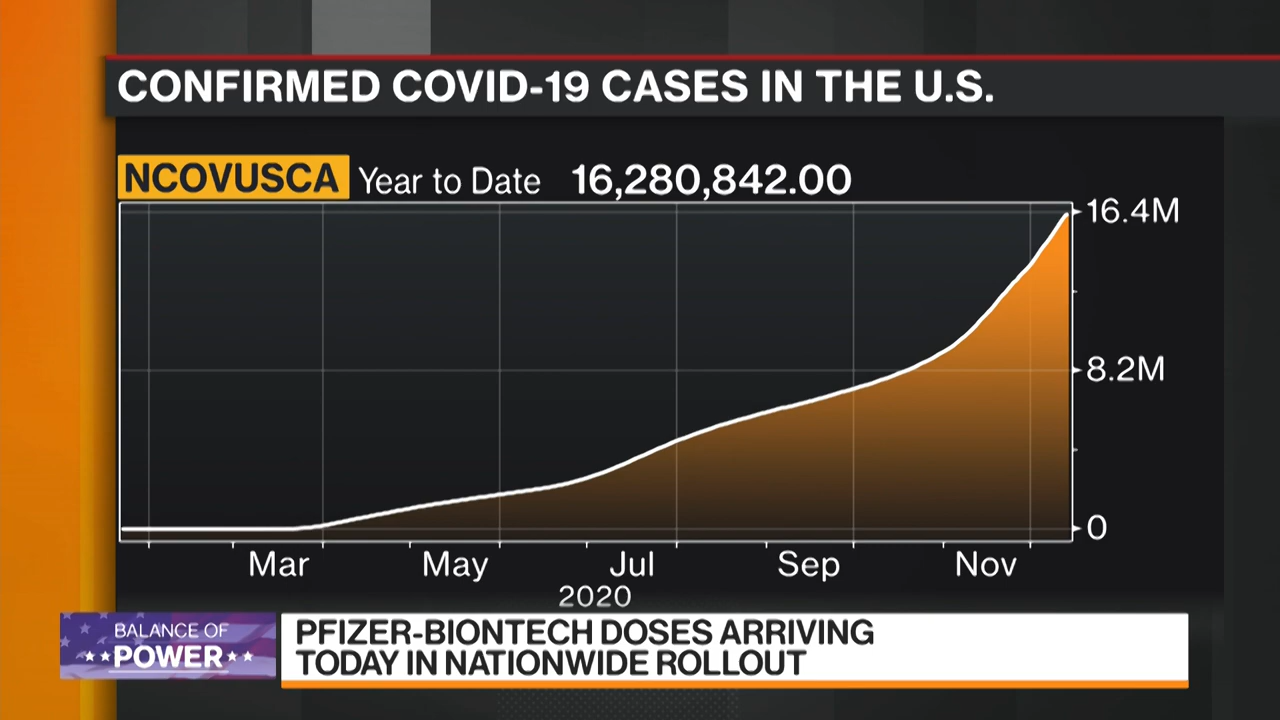 CONFIRMED COVID-19 CASES IN THE U.S.
NCOVUSCA Year to Date 16,280,842.00
16.4M
8.2M
0
Mar May Jul Sep Nov
2020
BALANCE OF
POWER
PFIZER-BIONTECH DOSES ARRIVING
TODAY IN NATIONWIDE ROLLOUT